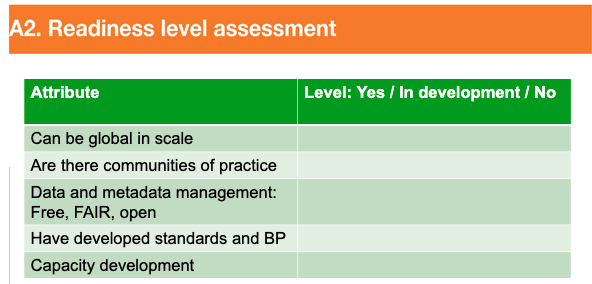 A2. Readiness level assessment
Attribute Level: Yes / In development / No
Can be global in scale
Are there communities of practice
Data and metadata management:
Free, FAIR, open
Have developed standards and BP
Capacity development